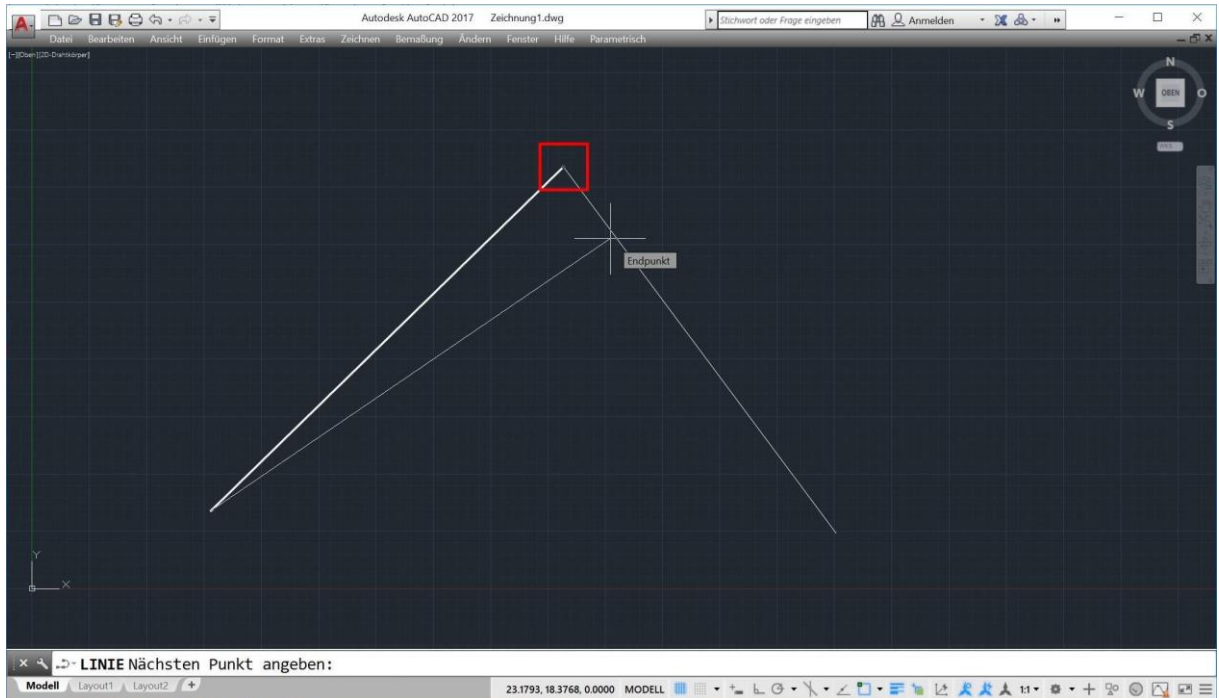 Autodesk AutoCAD 2017 Zeichnung1.dwg Stichwort oder Frage eingeben Anmelden
Datei Bearbeiten Ansicht Einfügen Format Extras Zeichnen Bemaßung Ändern Fenster Hilfe Parametrisch
[-][Oben][2D-Drahtkörper]
N
W OBEN O
S
WKS
Endpunkt
Y
X
LINIE Nächsten Punkt angeben:
Modell Layout1 Layout2 + 23.1793, 18.3768, 0.0000 MODELL 1:1